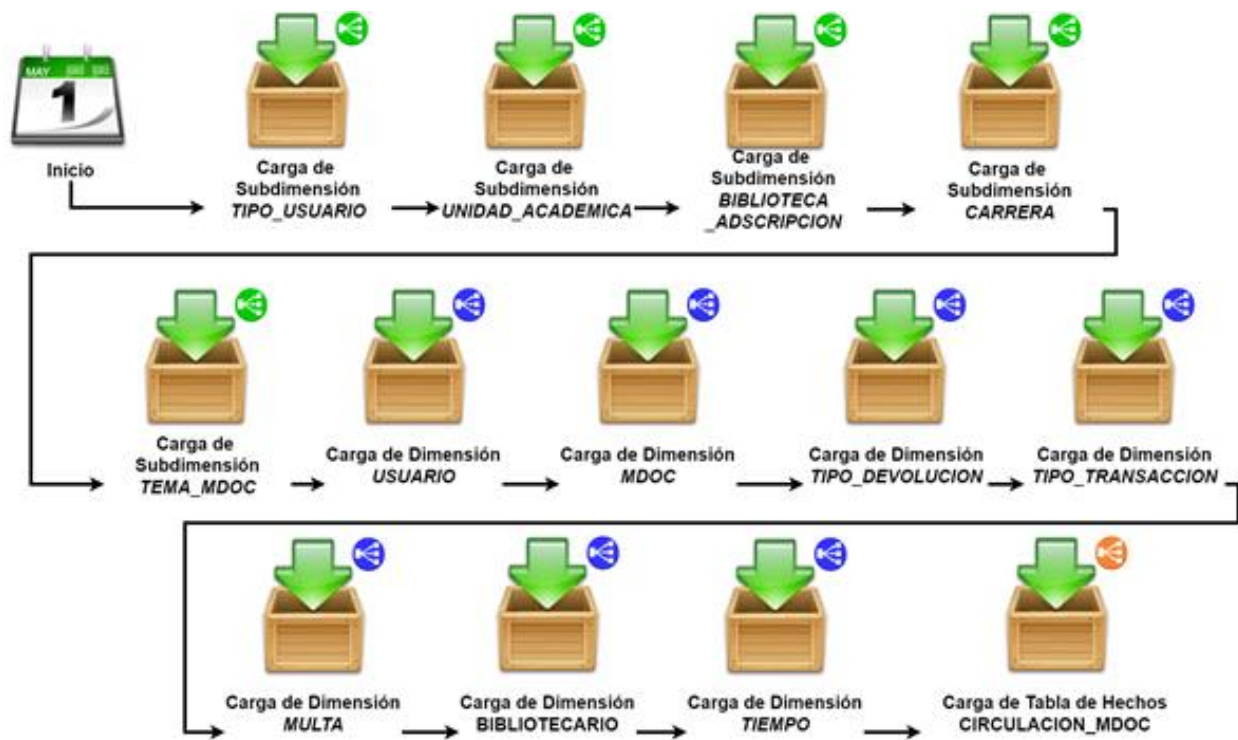 MAY
1
Inicio
Carga de
Subdimensión
TIPO_USUARIO
Carga de
Subdimensión
UNIDAD_ACADEMICA
Carga de
Subdimensión
BIBLIOTECA
_ADSCRIPCION
Carga de
Subdimensión
CARRERA
Carga de
Subdimensión
TEMA_MDOC
Carga de Dimensión
USUARIO
Carga de Dimensión
MDOC
Carga de Dimensión
TIPO_DEVOLUCION
Carga de Dimensión
TIPO_TRANSACCION
Carga de Dimensión
MULTA
Carga de Dimensión
BIBLIOTECARIO
Carga de Dimensión
TIEMPO
Carga de Tabla de Hechos
CIRCULACION_MDOC